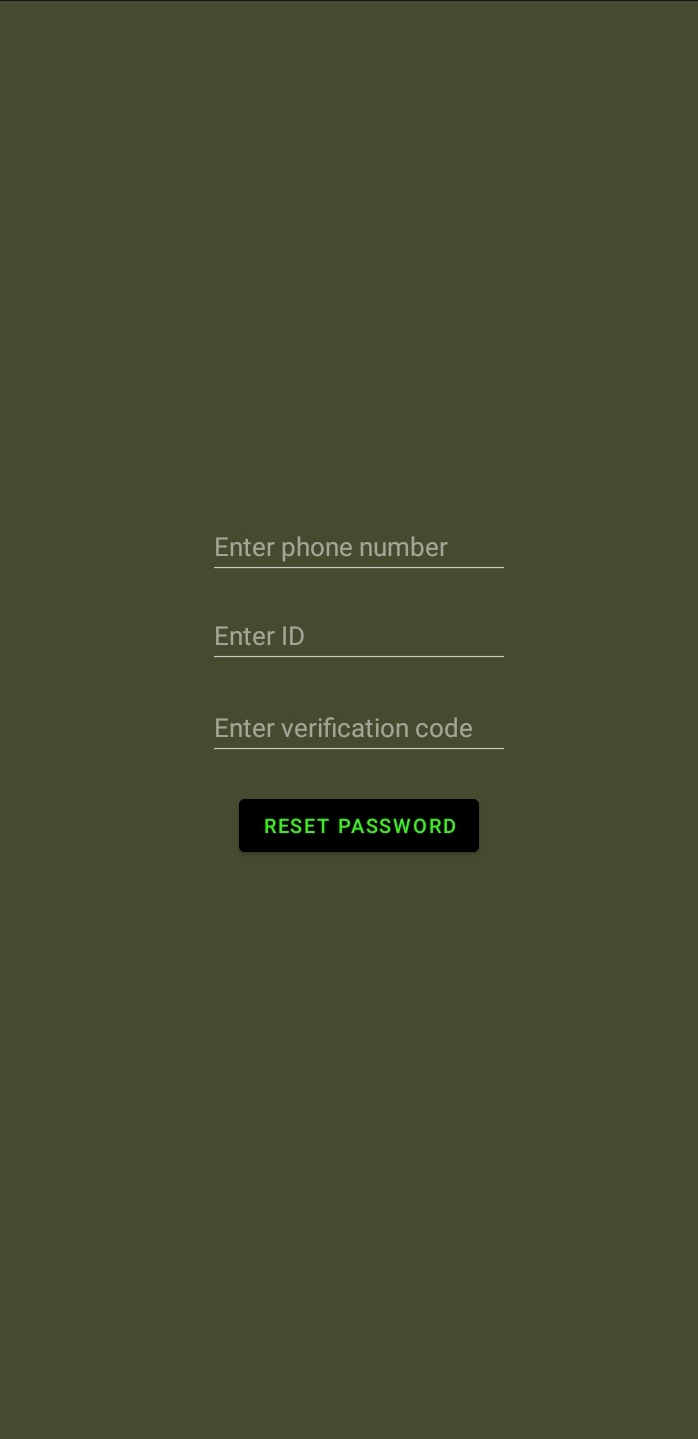 Enter phone number
Enter ID
Enter verification code
RESET PASSWORD